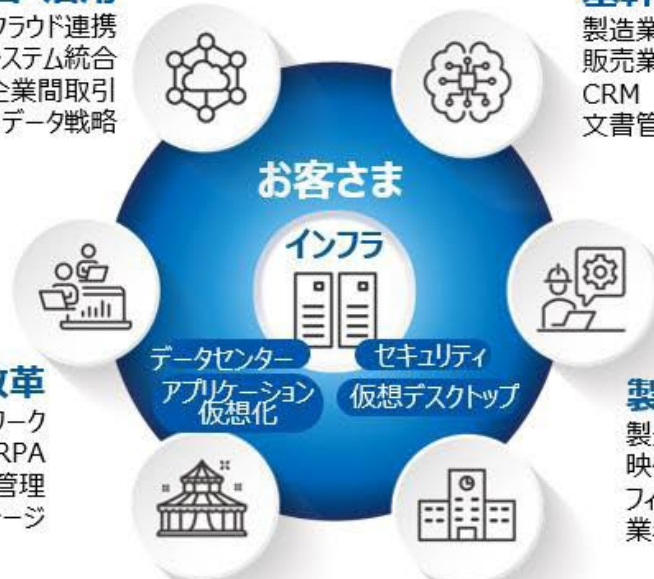 クラウド連携
ステム統合
企業間取引
データ戦略
製造業
販売業
CRM
文書管
お客さま
インフラ
データセンター
セキュリティ
アプリケーション
仮想化
仮想デスクトップ
改革
ワーク
RPA
管理
ージ
製
製造
映
フィ
業